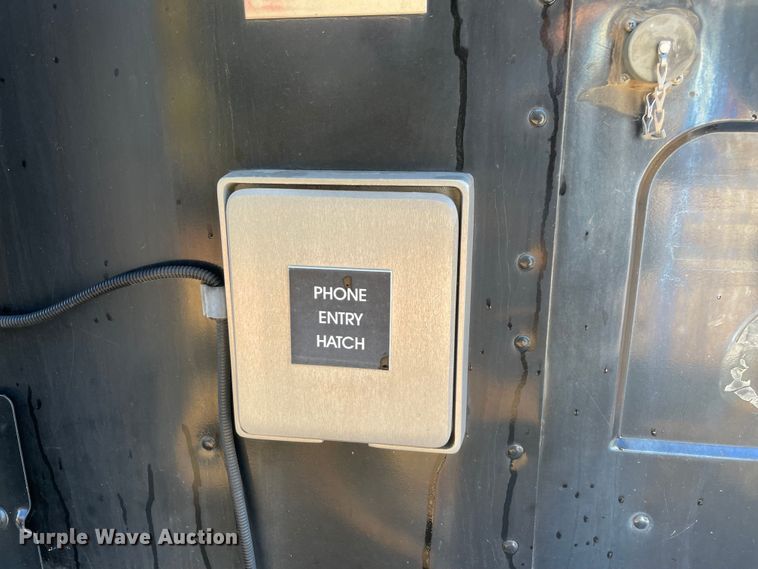 PHONE
ENTRY
HATCH
Purple Wave Auction